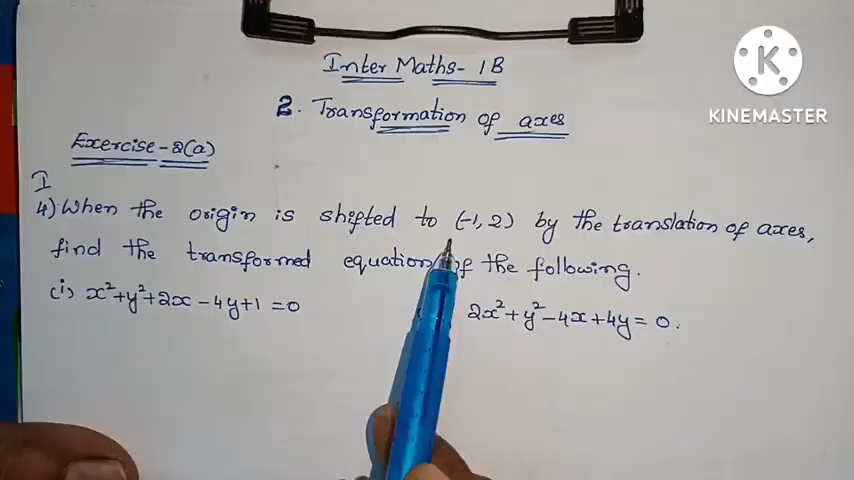 Inter Maths- 1B
2. Transformation of axes
Exercise-2(a)
I
4) When the origin is shifted to (-1, 2) by the translation of axes,
find the transformed equation of the following.
(i) x²+y²+2x-4y+1=0 2x²+y²-4x+4y=0.
KINEMASTER